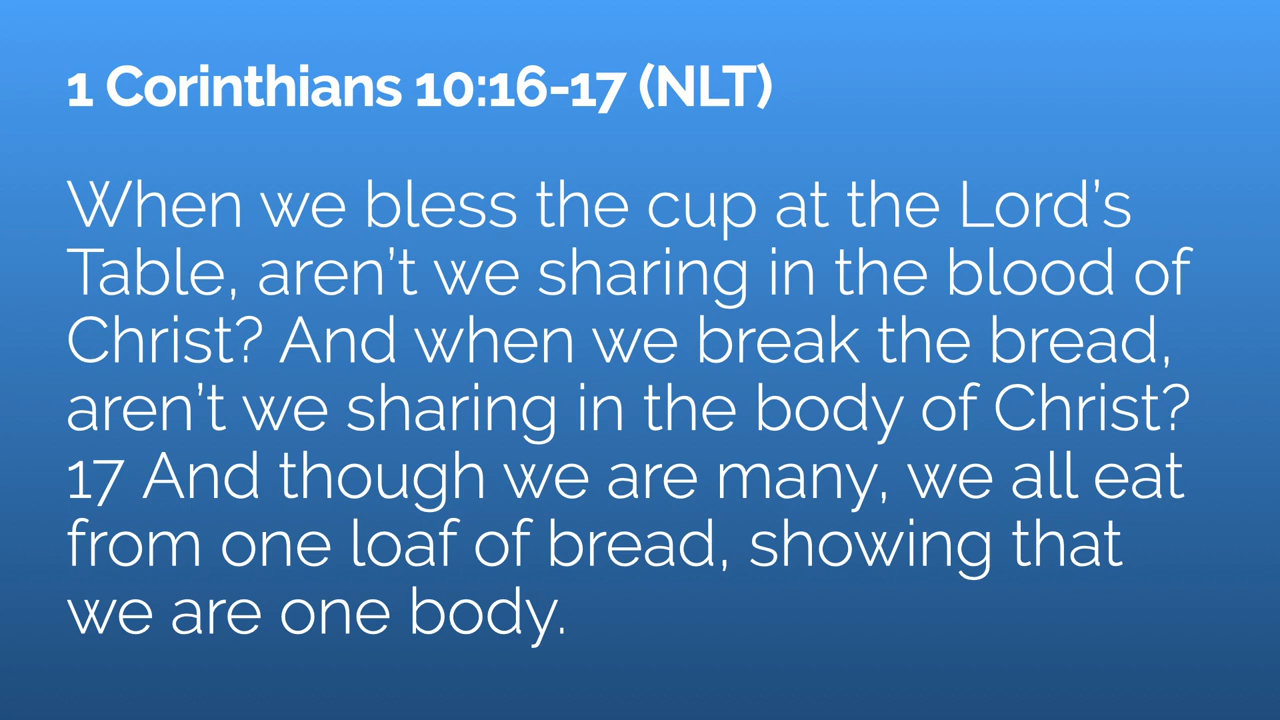 1 Corinthians 10:16-17 (NLT)
When we bless the cup at the Lord’s
Table, aren’t we sharing in the blood of
Christ? And when we break the bread,
aren’t we sharing in the body of Christ?
17 And though we are many, we all eat
from one loaf of bread, showing that
we are one body.